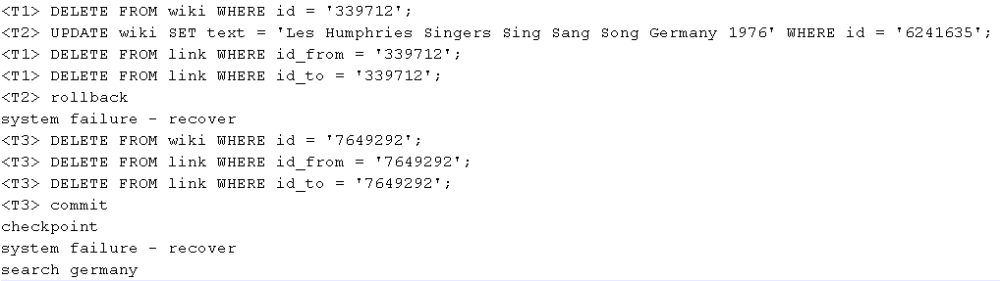 <T1> DELETE FROM wiki WHERE id = '339712';
<T2> UPDATE wiki SET text = 'Les Humphries Singers Sing Sang Song Germany 1976' WHERE id = '6241635';
<T1> DELETE FROM link WHERE id_from = '339712';
<T1> DELETE FROM link WHERE id_to = '339712';
<T2> rollback
system failure - recover
<T3> DELETE FROM wiki WHERE id = '7649292';
<T3> DELETE FROM link WHERE id_from = '7649292';
<T3> DELETE FROM link WHERE id_to = '7649292';
<T3> commit
checkpoint
system failure - recover
search germany